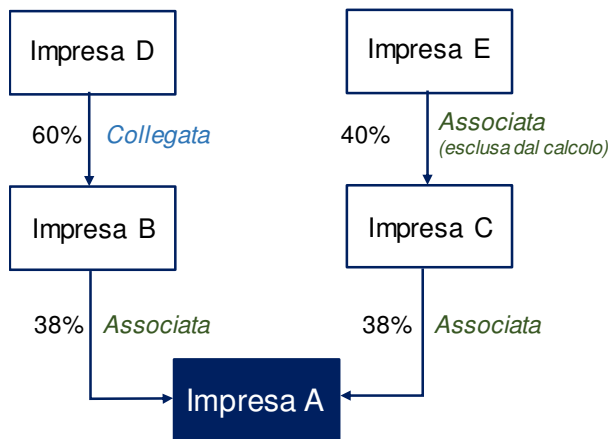 Impresa D
Impresa E
60%
Collegata
40%
Associata
(esclusa dal calcolo)
Impresa B
Impresa C
38%
Associata
38%
Associata
Impresa A